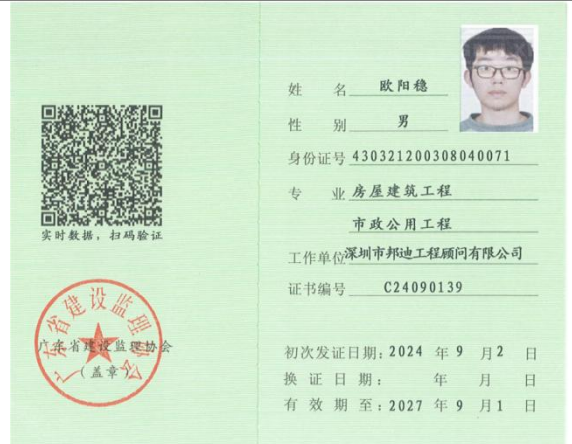 实时数据，扫码验证
广东省建设监理协会
广东省建设监理协会
（盖章）
姓 名 欧阳稳
性 别 男
身份证号 430321200308040071
专 业 房屋建筑工程
市政公用工程
工作单位 深圳市邦迪工程顾问有限公司
证书编号 C24090139
初次发证日期：2024 年 9 月 2 日
换 证 日 期： 年 月 日
有 效 期 至：2027 年 9 月 1 日